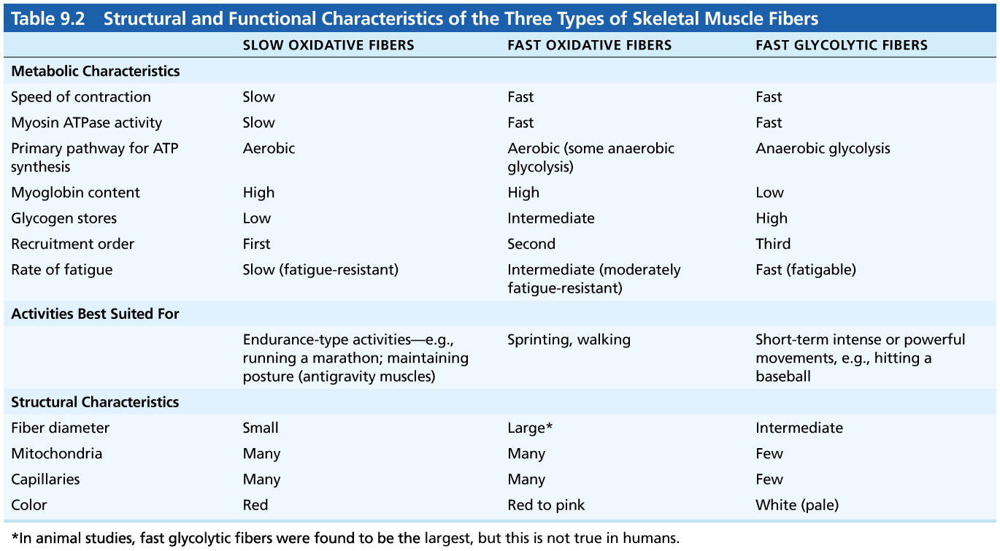 Table 9.2 Structural and Functional Characteristics of the Three Types of Skeletal Muscle Fibers
SLOW OXIDATIVE FIBERS FAST OXIDATIVE FIBERS FAST GLYCOLYTIC FIBERS
Metabolic Characteristics
Speed of contraction Slow Fast Fast
Myosin ATPase activity Slow Fast Fast
Primary pathway for ATP Aerobic Aerobic (some anaerobic Anaerobic glycolysis
synthesis glycolysis)
Myoglobin content High High Low
Glycogen stores Low Intermediate High
Recruitment order First Second Third
Rate of fatigue Slow (fatigue-resistant) Intermediate (moderately Fast (fatigable)
fatigue-resistant)
Activities Best Suited For
Endurance-type activities—e.g., Sprinting, walking Short-term intense or powerful
running a marathon; maintaining movements, e.g., hitting a
posture (antigravity muscles) baseball
Structural Characteristics
Fiber diameter Small Large* Intermediate
Mitochondria Many Many Few
Capillaries Many Many Few
Color Red Red to pink White (pale)
*In animal studies, fast glycolytic fibers were found to be the largest, but this is not true in humans.